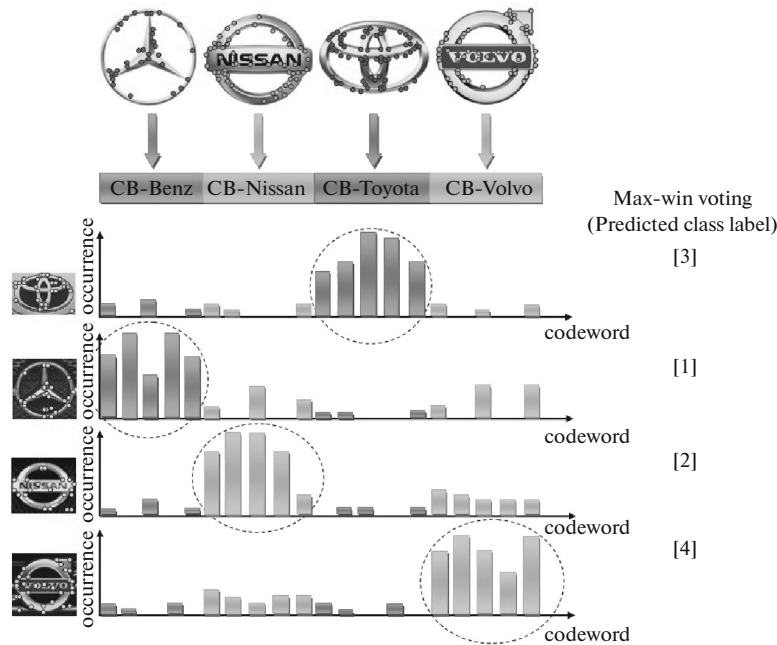 NISSAN
VOLVO
CB-Benz CB-Nissan CB-Toyota CB-Volvo
Max-win voting
(Predicted class label)
occurrence
[3]
codeword
occurrence
[1]
codeword
NISSAN
occurrence
[2]
codeword
VOLVO
occurrence
[4]
codeword